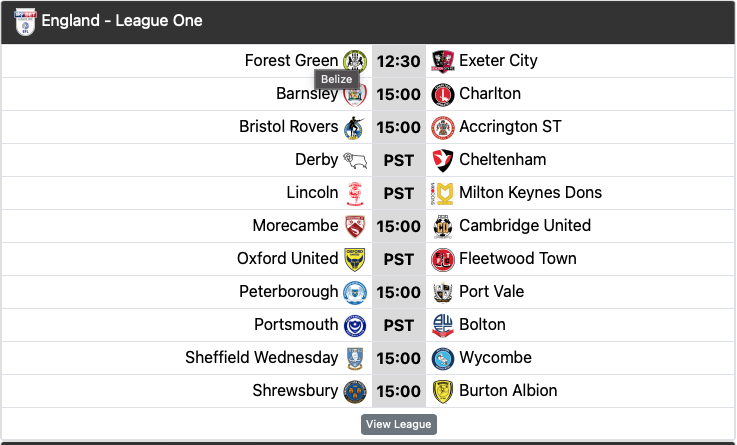 England - League One
Forest Green 12:30 Exeter City
Belize
Barnsley 15:00 Charlton
Bristol Rovers 15:00 Accrington ST
Derby PST Cheltenham
Lincoln PST Milton Keynes Dons
Morecambe 15:00 Cambridge United
Oxford United PST Fleetwood Town
Peterborough 15:00 Port Vale
Portsmouth PST Bolton
Sheffield Wednesday 15:00 Wycombe
Shrewsbury 15:00 Burton Albion
View League